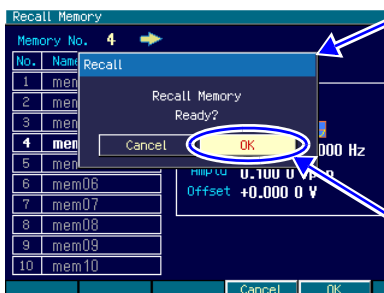 Recall Memory
Memory No. 4
No. Name
Recall
1 mem
2 mem
3 mem
4 mem
5 mem
6 mem06
7 mem07
8 mem08
9 mem09
10 mem10
Recall Memory
Ready?
Cancel OK
000 Hz
0.100 0
Offset +0.000 0 V
Cancel OK